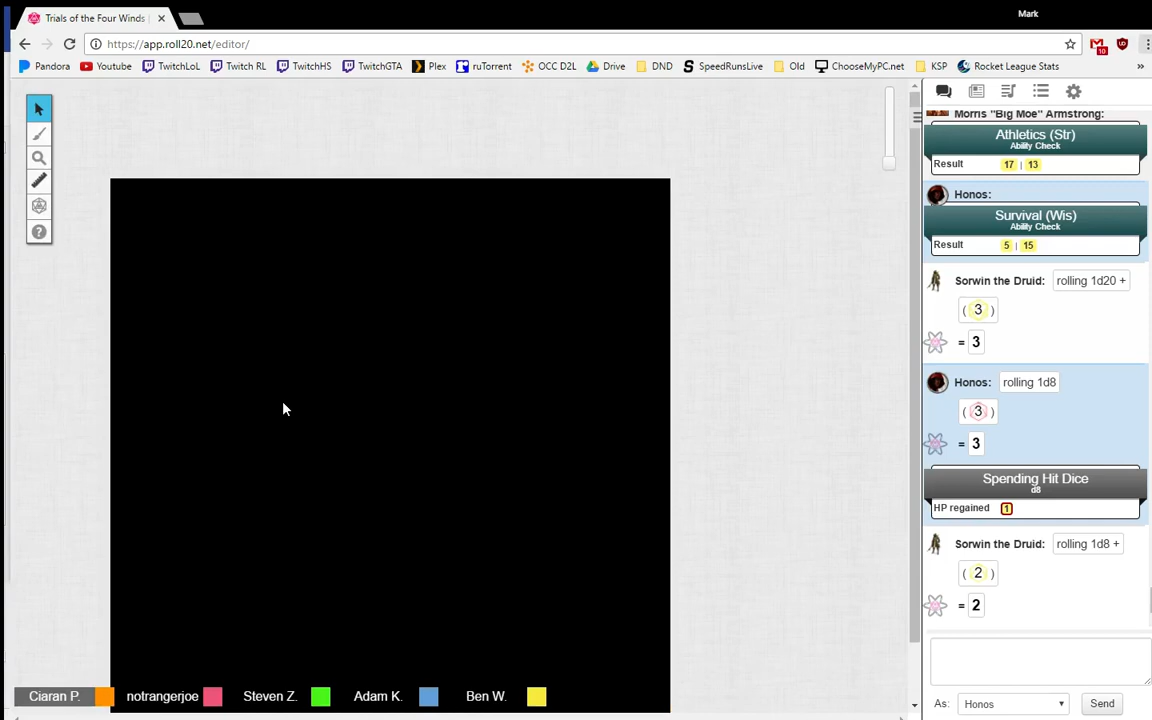 Trials of the Four Winds |
Mark
https://app.roll20.net/editor/
10
Pandora
Youtube
TwitchLoL
Twitch RL
TwitchHS
TwitchGTA
Plex
ruTorrent
OCC D2L
Drive
DND
SpeedRunsLive
Old
ChooseMyPC.net
KSP
Rocket League Stats
»
Morris "Big Moe" Armstrong:
Athletics (Str)
Ability Check
Result 17 | 13
Honos:
Survival (Wis)
Ability Check
Result 5 | 15
Sorwin the Druid: rolling 1d20 +
( 3 )
= 3
Honos: rolling 1d8
( 3 )
= 3
Spending Hit Dice
d8
HP regained 1
Sorwin the Druid: rolling 1d8 +
( 2 )
= 2
Ciaran P.
notrangerjoe
Steven Z.
Adam K.
Ben W.
As: Honos
Send